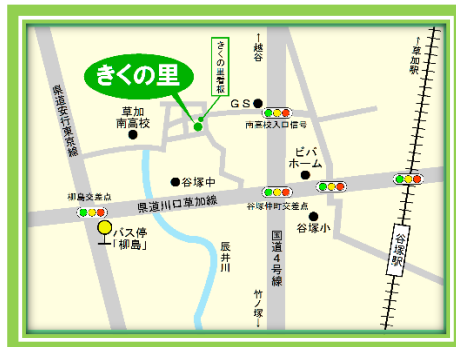 ↑越谷
きくの里看板
きくの里
県道安行東京線
草加
南高校
GS
南高校入口信号
↑草加駅
ビバ
ホーム
谷塚中
柳島交差点
県道川口草加線
谷塚仲町交差点
谷塚小
バス停
「柳島」
辰井川
国道4号線
谷塚駅
竹ノ塚↓